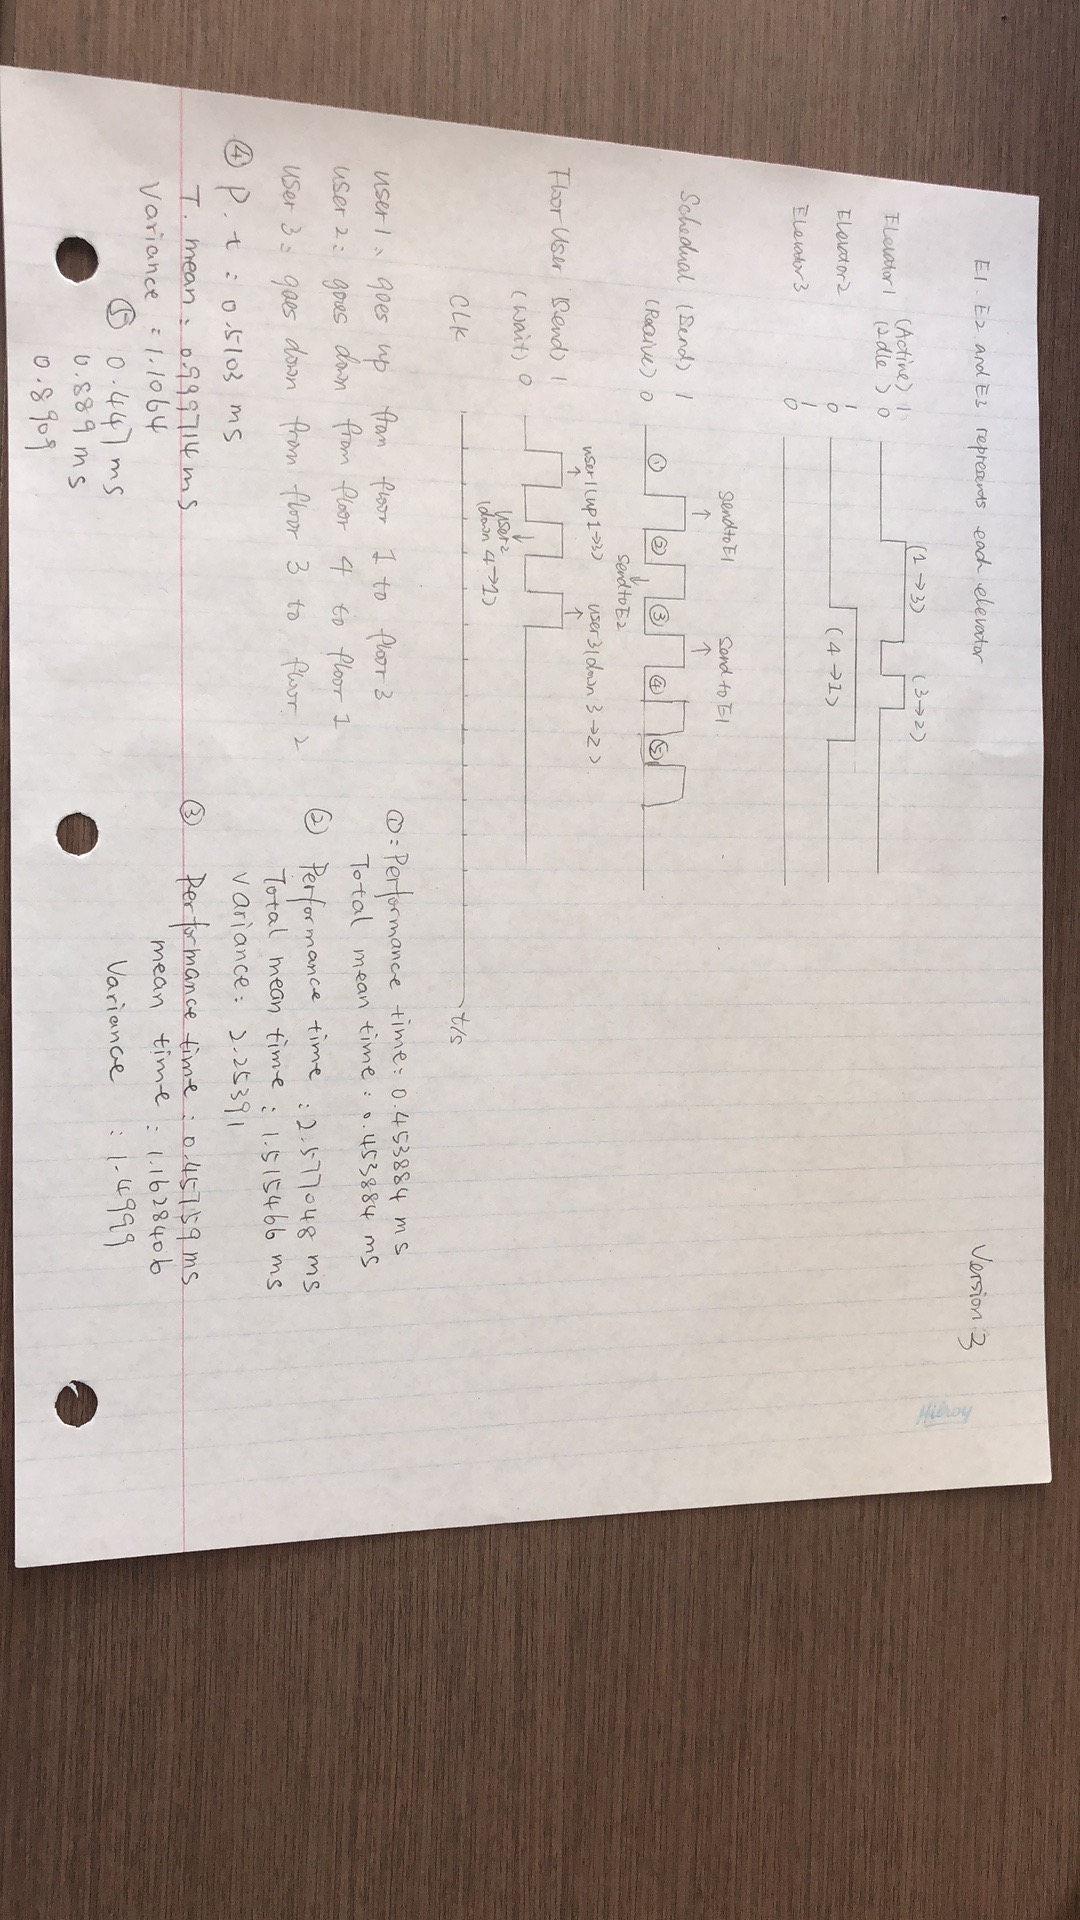 Version 3
Hilroy
E1. E2 and E3 represents each elevator
(1→3) (3→2)
Elevator1 (Active) 1
(idle) 0
Elevator2 1
0
(4→1)
Elevator3 1
0
Send to E1 Send to E1
Schedual (Send) 1
(Receive) 0
① ② ③ ④ ⑤
Send to E2
user1(up 1→3) user3(down 3→2)
Floor User (Send) 1
(Wait) 0
user2
(down 4→1)
CLK
t/s
user 1: goes up from floor 1 to floor 3
user 2: goes down from floor 4 to floor 1
user 3: goes down from floor 3 to floor 2
①: Performance time: 0.453884 ms
Total mean time: 0.453884 ms
② Performance time: 2.577048 ms
Total mean time: 1.515466 ms
Variance: 2.25391
③ Performance time: 0.45759 ms
mean time: 1.1628406
Variance: 1.4999
④ P. t: 0.5103 ms
T. mean: 0.999714 ms
Variance: 1.1064
⑤ 0.447 ms
0.889 ms
0.8909